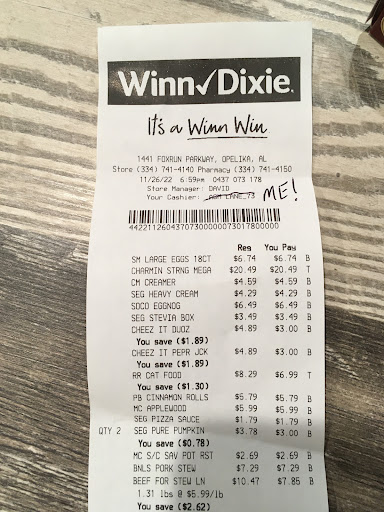 Winn✓Dixie
It's a Winn Win
1441 FOXRUN PARKWAY, OPELIKA, AL
Store (334) 741-4140 Pharmacy (334) 741-4150
11/26/22 6:59pm 0437 073 178
Store Manager: DAVID
Your Cashier: ASM LANE 73 ME!
44221126043707300000073017800000
Reg You Pay
SM LARGE EGGS 18CT $6.74 $6.74 B
CHARMIN STRNG MEGA $20.49 $20.49 T
CM CREAMER $4.59 $4.59 B
SEG HEAVY CREAM $4.29 $4.29 B
SOCO EGGNOG $6.49 $6.49 B
SEG STEVIA BOX $3.49 $3.49 B
CHEEZ IT DUOZ $4.89 $3.00 B
You save ($1.89)
CHEEZ IT PEPR JCK $4.89 $3.00 B
You save ($1.89)
RR CAT FOOD $8.29 $6.99 T
You save ($1.30)
PB CINNAMON ROLLS $5.79 $5.79 B
MC APPLEWOOD $5.99 $5.99 B
SEG PIZZA SAUCE $1.79 $1.79 B
QTY 2 SEG PURE PUMPKIN $3.78 $3.00 B
You save ($0.78)
MC S/C SAV POT RST $2.69 $2.69 B
BNLS PORK STEW $7.29 $7.29 B
BEEF FOR STEW LN $10.47 $7.85 B
1.31 lbs @ $5.99/lb
You save ($2.62)